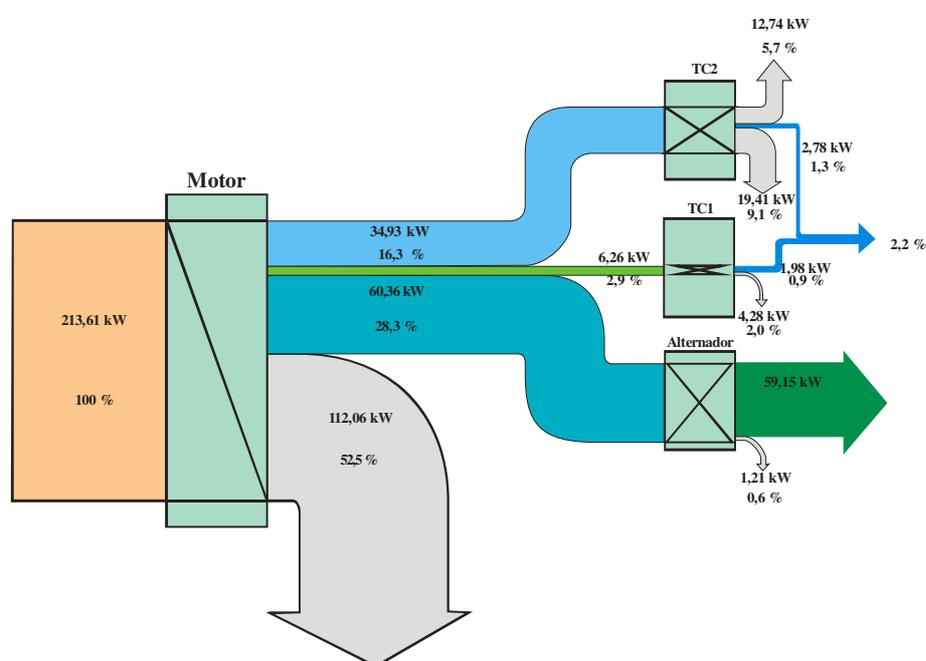 12,74 kW
5,7 %
TC2
2,78 kW
1,3 %
Motor
19,41 kW
9,1 %
TC1
34,93 kW
16,3 %
2,2 %
6,26 kW
2,9 %
1,98 kW
0,9 %
60,36 kW
28,3 %
4,28 kW
2,0 %
213,61 kW
100 %
Alternador
59,15 kW
112,06 kW
52,5 %
1,21 kW
0,6 %